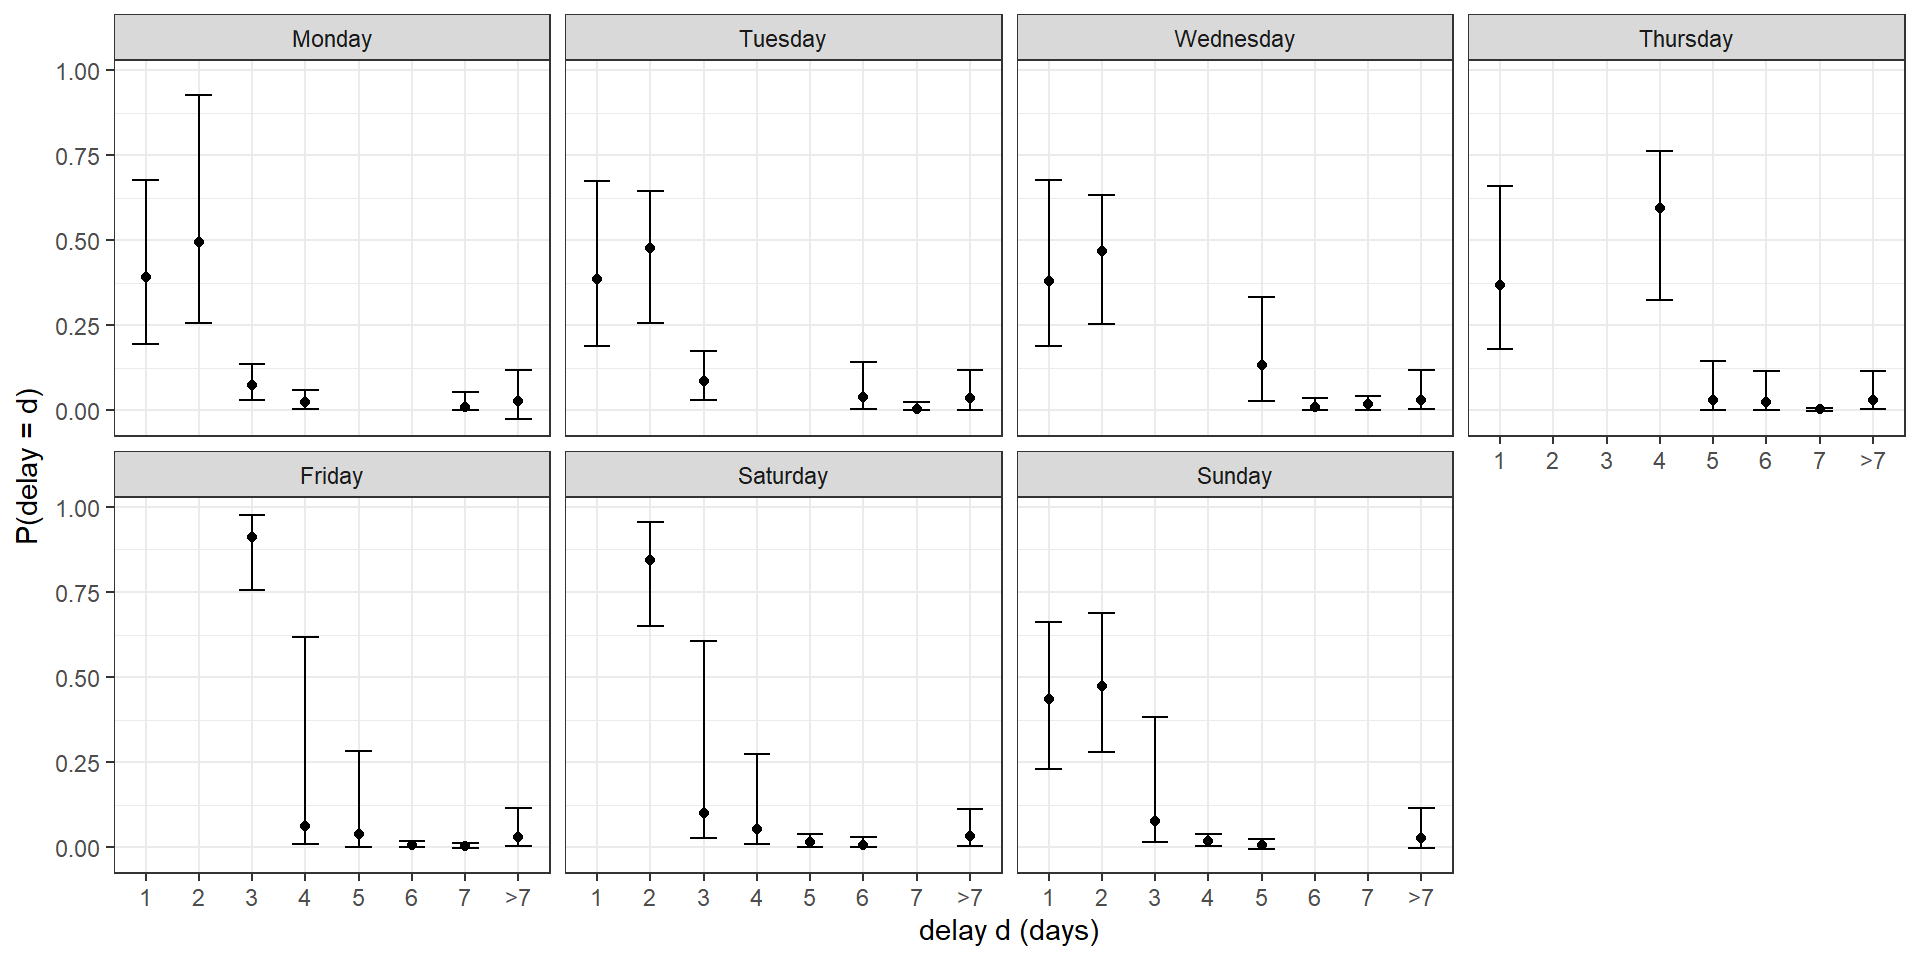 Monday Tuesday Wednesday Thursday
1.00
0.75
0.50
0.25
0.00
1 2 3 4 5 6 7 >7
Friday Saturday Sunday
1.00
0.75
0.50
0.25
0.00
1 2 3 4 5 6 7 >7 1 2 3 4 5 6 7 >7 1 2 3 4 5 6 7 >7
delay d (days)
P(delay = d)